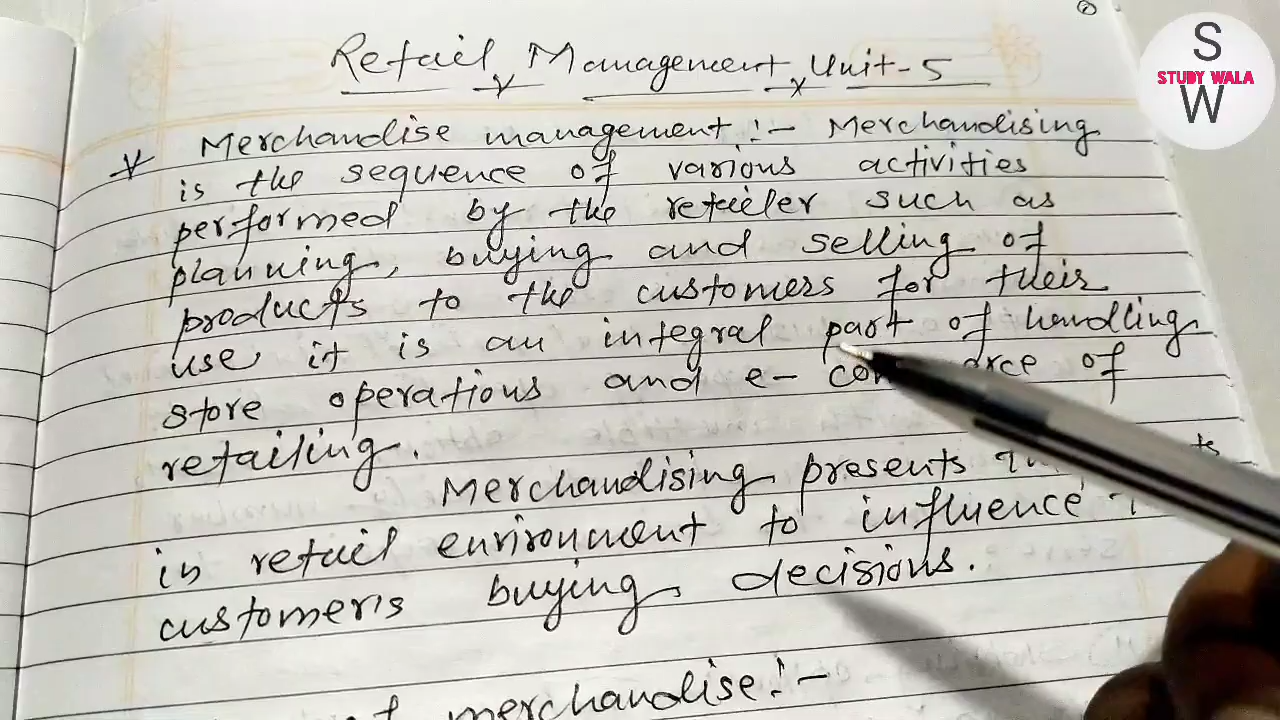 Retail Management Unit-5
S
STUDY WALA
W
Merchandise management :- Merchandising
is the sequence of various activities
performed by the retailer such as
planning, buying and selling of
products to the customers for their
use it is an integral part of handling
store operations and e- of
retailing.
Merchandising presents
in retail environment to influence
customer's buying decisions.
merchandise :-